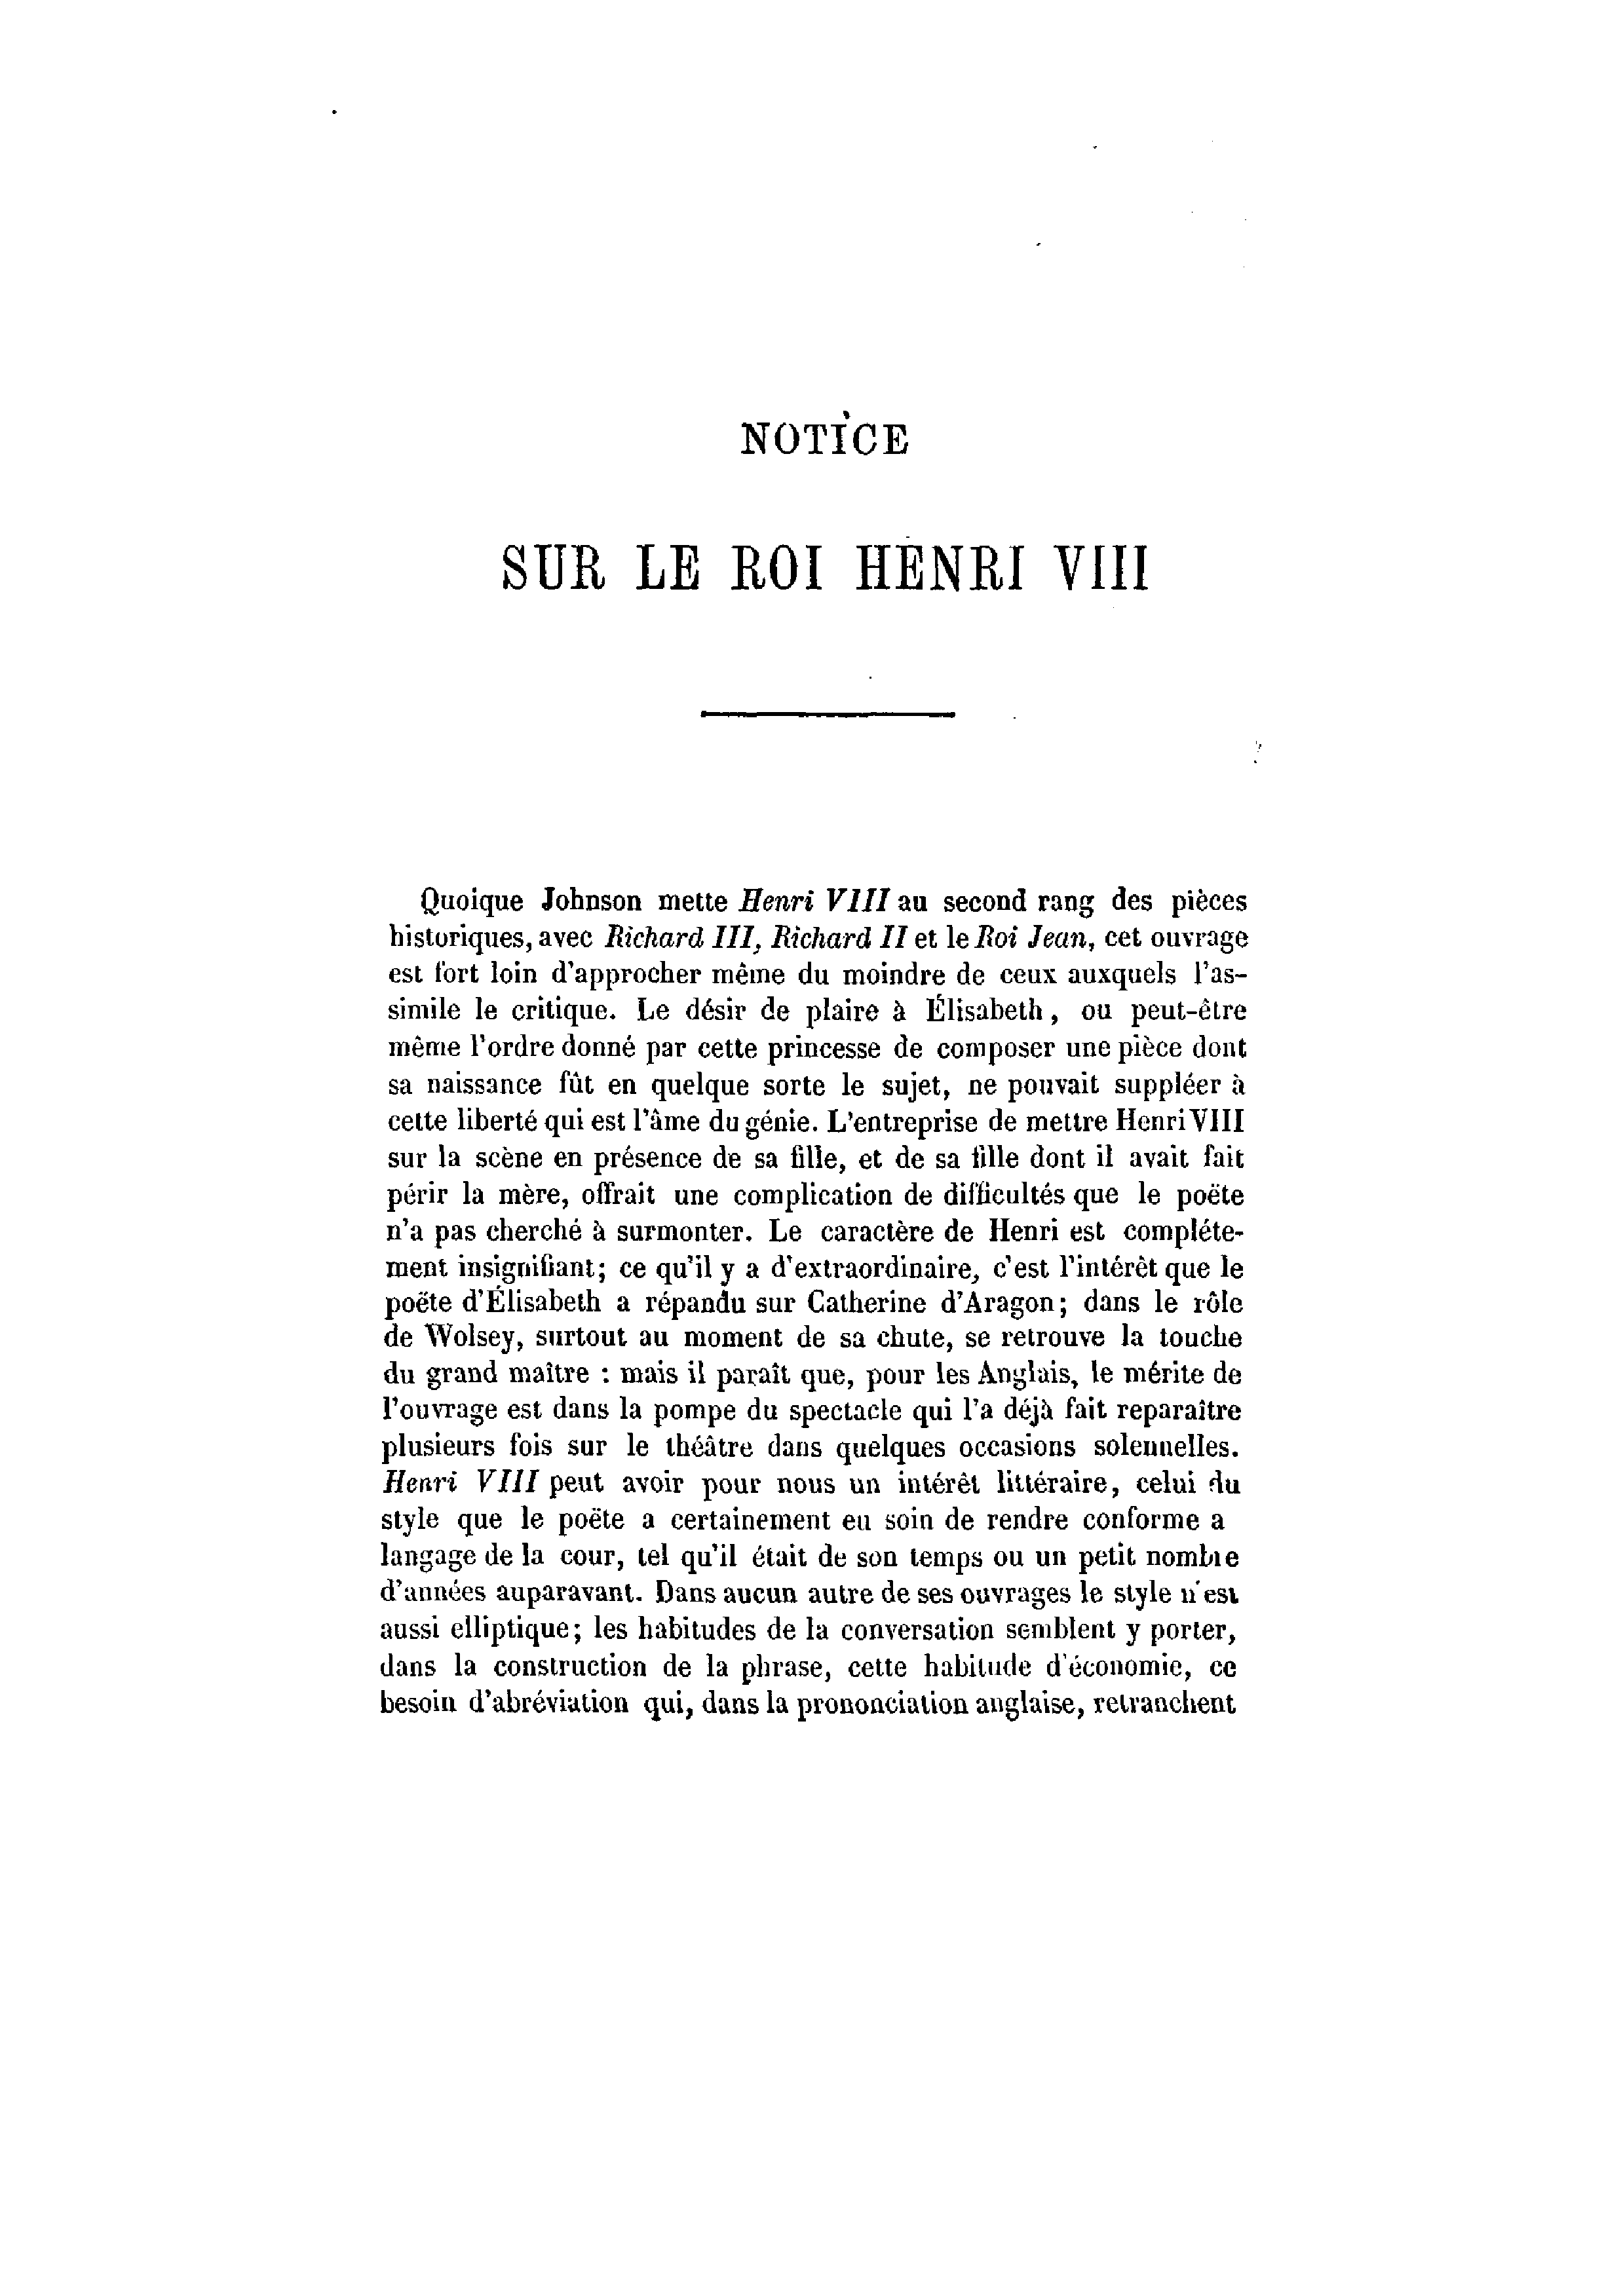 NOTICE
SUR LE ROI HENRI VIII
Quoique Johnson mette Henri VIII au second rang des pièces
historiques, avec Richard III, Richard II et le Roi Jean, cet ouvrage
est fort loin d'approcher même du moindre de ceux auxquels l'as-
simile le critique. Le désir de plaire à Élisabeth, ou peut-être
même l'ordre donné par cette princesse de composer une pièce dont
sa naissance fût en quelque sorte le sujet, ne pouvait suppléer à
cette liberté qui est l'âme du génie. L'entreprise de mettre Henri VIII
sur la scène en présence de sa fille, et de sa fille dont il avait fait
périr la mère, offrait une complication de difficultés que le poëte
n'a pas cherché à surmonter. Le caractère de Henri est compléte-
ment insignifiant; ce qu'il y a d'extraordinaire, c'est l'intérêt que le
poëte d'Élisabeth a répandu sur Catherine d'Aragon; dans le rôle
de Wolsey, surtout au moment de sa chute, se retrouve la touche
du grand maître : mais il paraît que, pour les Anglais, le mérite de
l'ouvrage est dans la pompe du spectacle qui l'a déjà fait reparaître
plusieurs fois sur le théâtre dans quelques occasions solennelles.
Henri VIII peut avoir pour nous un intérêt littéraire, celui du
style que le poëte a certainement eu soin de rendre conforme a
langage de la cour, tel qu'il était de son temps ou un petit nombre
d'années auparavant. Dans aucun autre de ses ouvrages le style n'est
aussi elliptique; les habitudes de la conversation semblent y porter,
dans la construction de la phrase, cette habitude d'économie, ce
besoin d'abréviation qui, dans la prononciation anglaise, retranchent